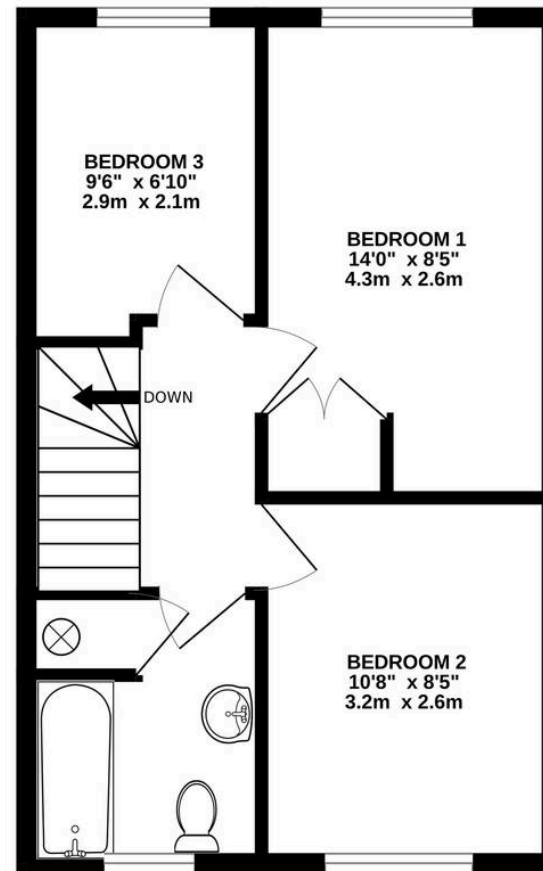 BEDROOM 3
9'6" x 6'10"
2.9m x 2.1m
BEDROOM 1
14'0" x 8'5"
4.3m x 2.6m
DOWN
BEDROOM 2
10'8" x 8'5"
3.2m x 2.6m